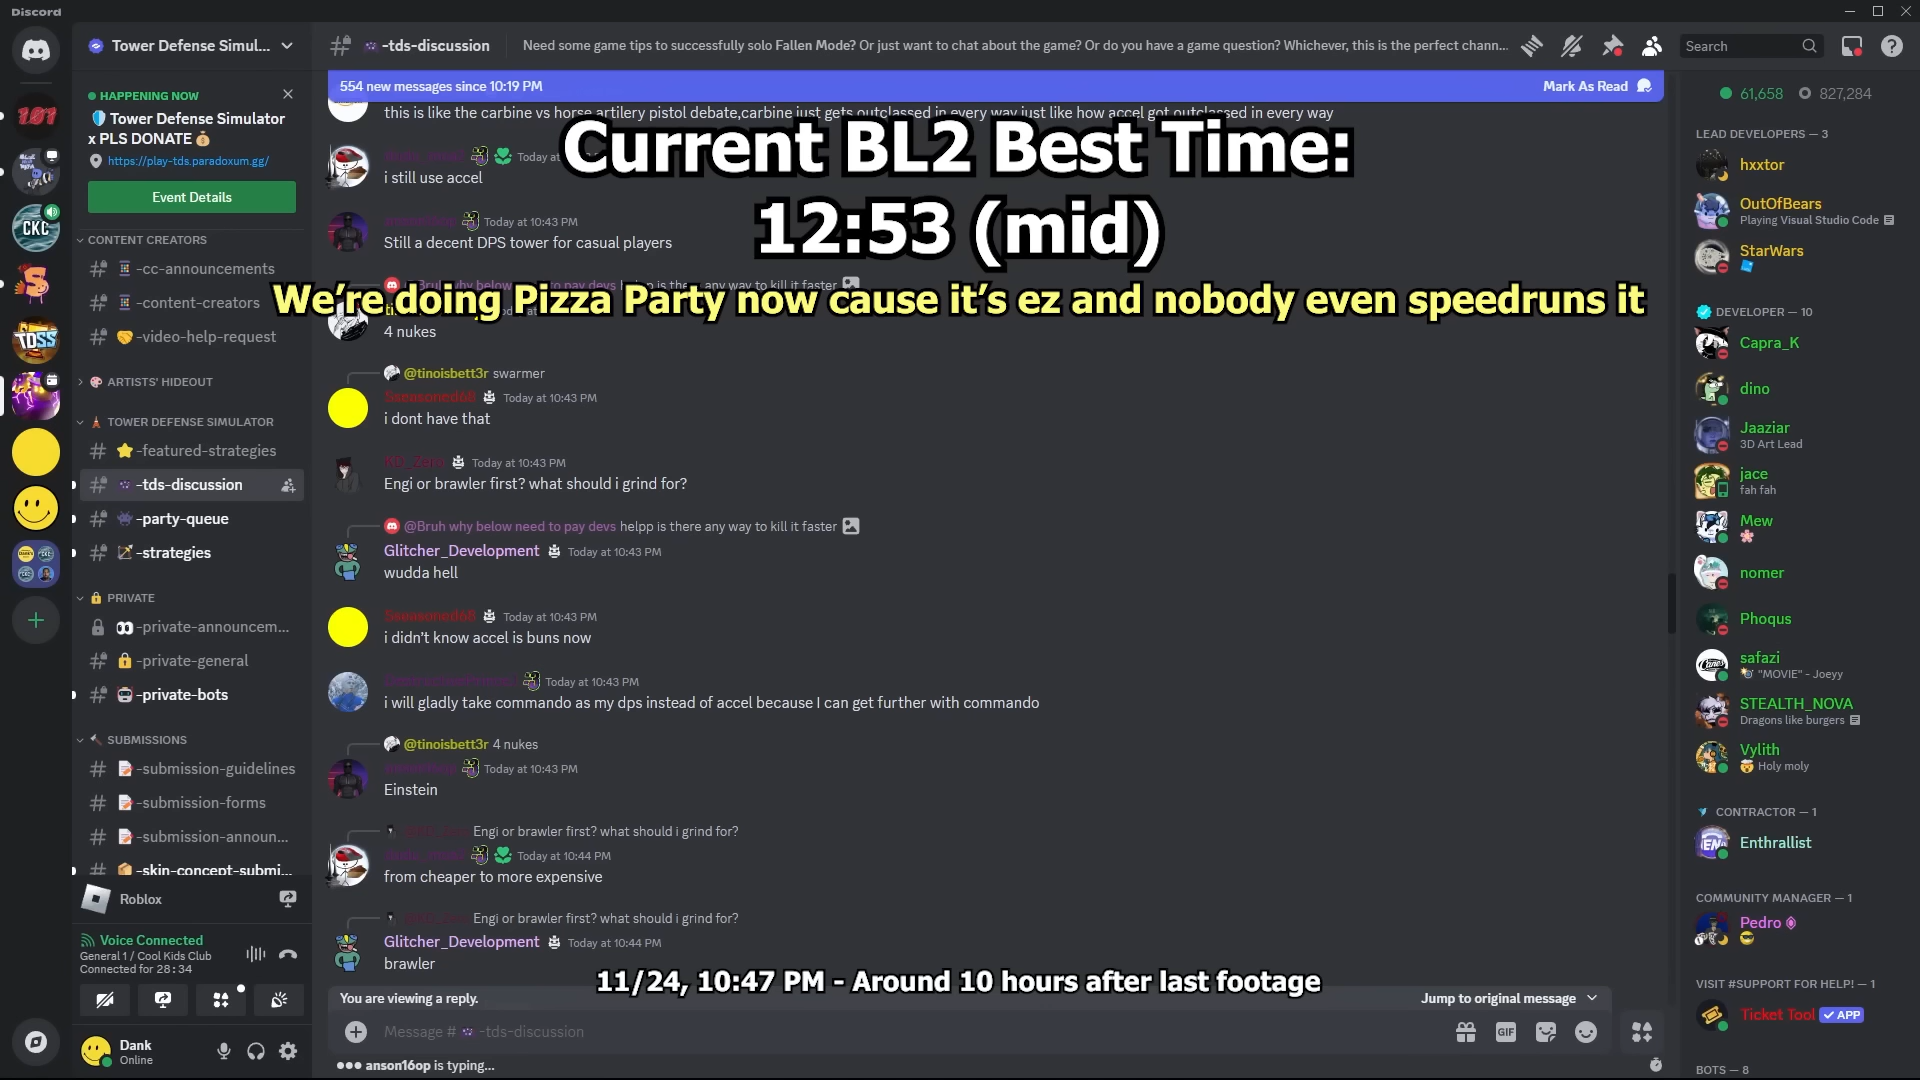 Discord
Tower Defense Simul...
-tds-discussion
Need some game tips to successfully solo Fallen Mode? Or just want to chat about the game? Or do you have a game question? Whichever, this is the perfect chann...
Search
HAPPENING NOW
Tower Defense Simulator
x PLS DONATE
https://play-tds.paradoxum.gg/
Event Details
CONTENT CREATORS
-cc-announcements
-content-creators
-video-help-request
ARTISTS' HIDEOUT
TOWER DEFENSE SIMULATOR
-featured-strategies
-tds-discussion
-party-queue
-strategies
PRIVATE
-private-announcem...
-private-general
-private-bots
SUBMISSIONS
-submission-guidelines
-submission-forms
-submission-announ...
-skin-concept-submi...
Roblox
Voice Connected
General 1 / Cool Kids Club
Connected for 28:34
Dank
Online
101
CKC
TDSS
554 new messages since 10:19 PM
Mark As Read
this is like the carbine vs horse artilery pistol debate,carbine just gets outclassed in every way just like how accel got outclassed in every way
Current BL2 Best Time:
12:53 (mid)
We're doing Pizza Party now cause it's ez and nobody even speedruns it
Today at
i still use accel
Today at 10:43 PM
Still a decent DPS tower for casual players
4 nukes
@tinoisbett3r swarmer
Sseasoned68 Today at 10:43 PM
i dont have that
KD_Zero Today at 10:43 PM
Engi or brawler first? what should i grind for?
@Bruh why below need to pay devs helpp is there any way to kill it faster
Glitcher_Development Today at 10:43 PM
wudda hell
Sseasoned68 Today at 10:43 PM
i didn't know accel is buns now
Today at 10:43 PM
i will gladly take commando as my dps instead of accel because I can get further with commando
@tinoisbett3r 4 nukes
Today at 10:43 PM
Einstein
Engi or brawler first? what should i grind for?
Today at 10:44 PM
from cheaper to more expensive
Engi or brawler first? what should i grind for?
Glitcher_Development Today at 10:44 PM
brawler
11/24, 10:47 PM - Around 10 hours after last footage
You are viewing a reply.
Jump to original message
Message # -tds-discussion
GIF
anson16op is typing...
61,658 827,284
LEAD DEVELOPERS — 3
hxxtor
OutOfBears
Playing Visual Studio Code
StarWars
DEVELOPER — 10
Capra_K
dino
Jaaziar
3D Art Lead
jace
fah fah
Mew
nomer
Phoqus
safazi
"MOVIE" - Joeyy
STEALTH_NOVA
Dragons like burgers
Vylith
Holy moly
CONTRACTOR — 1
Enthrallist
COMMUNITY MANAGER — 1
Pedro
VISIT #SUPPORT FOR HELP! — 1
Ticket Tool APP
BOTS — 8